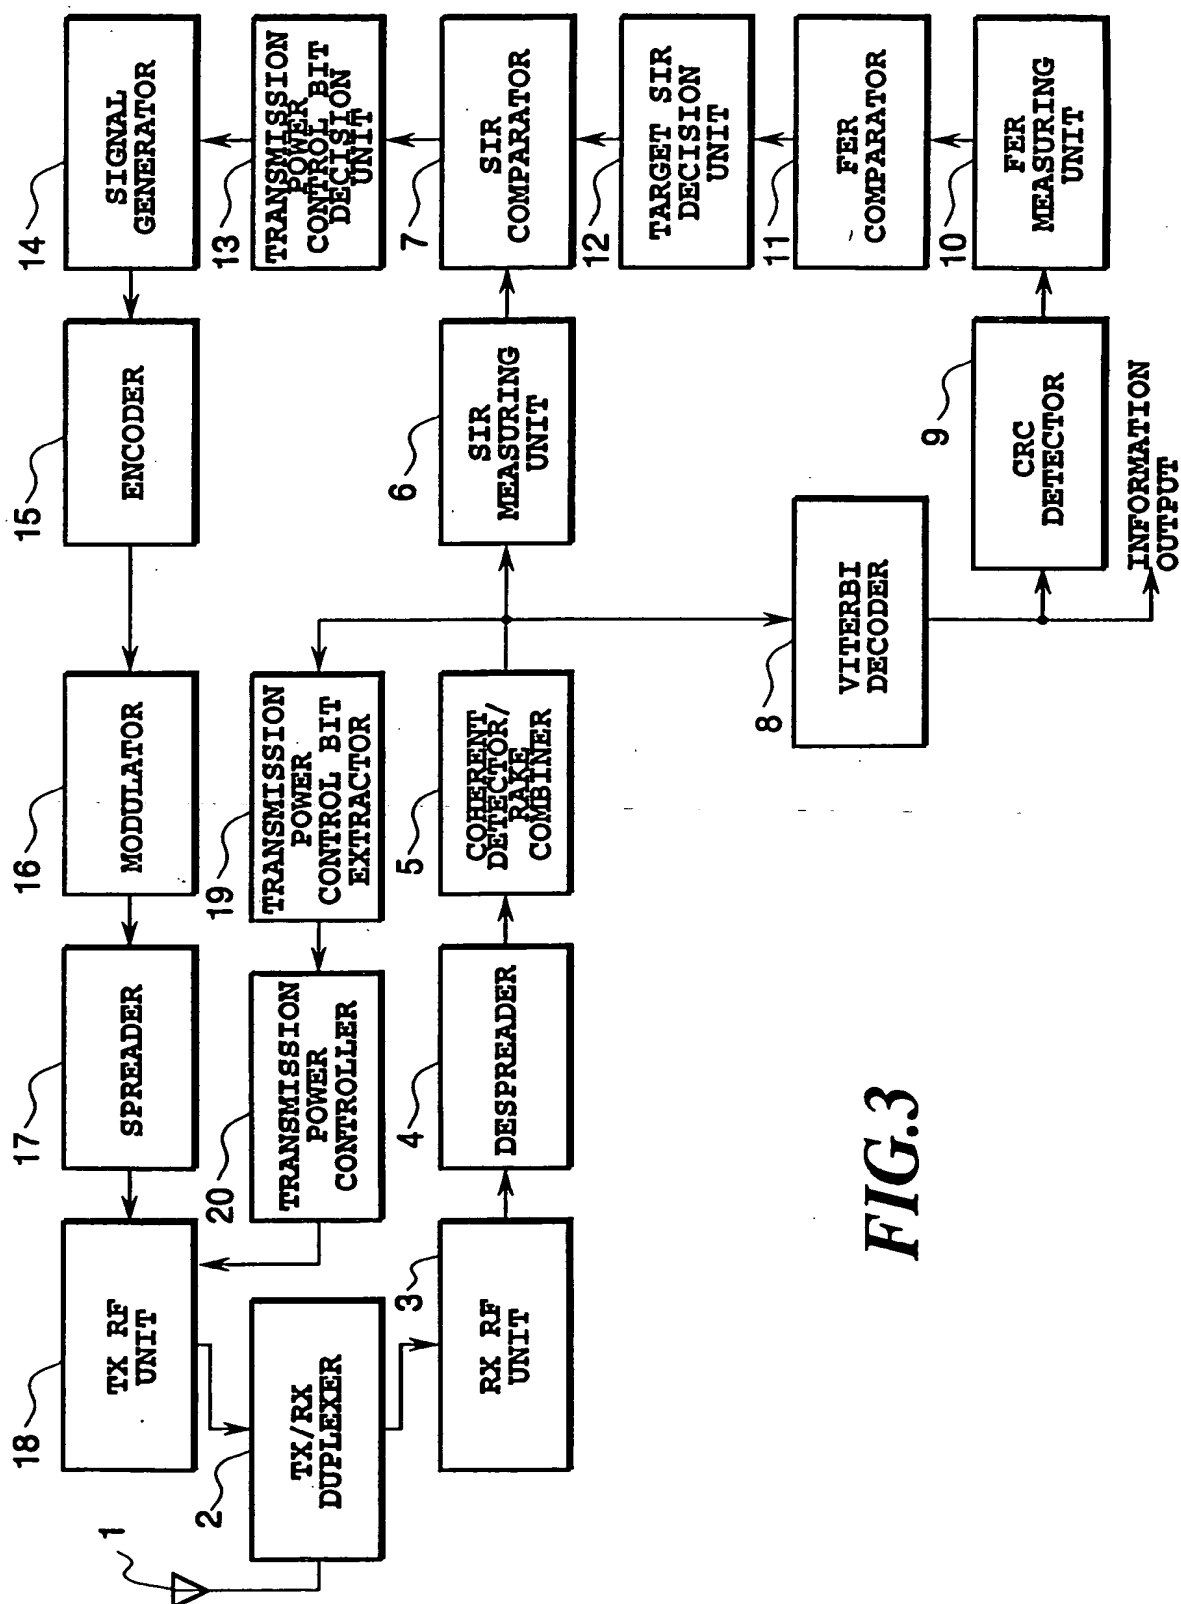 14
SIGNAL
GENERATOR
13
TRANSMISSION
POWER
CONTROL BIT
DECISION
UNIT
7
SIR
COMPARATOR
12
TARGET SIR
DECISION
UNIT
11
FER
COMPARATOR
10
FER
MEASURING
UNIT
15
ENCODER
6
SIR
MEASURING
UNIT
9
CRC
DETECTOR
INFORMATION
OUTPUT
8
VITERBI
DECODER
16
MODULATOR
19
TRANSMISSION
POWER
CONTROL BIT
EXTRACTOR
5
COHERENT
DETECTOR/
RAKE
COMBINER
17
SPREADER
20
TRANSMISSION
POWER
CONTROLLER
4
DESPREADER
18
TX RF
UNIT
2
TX/RX
DUPLEXER
3
RX RF
UNIT
1
FIG.3